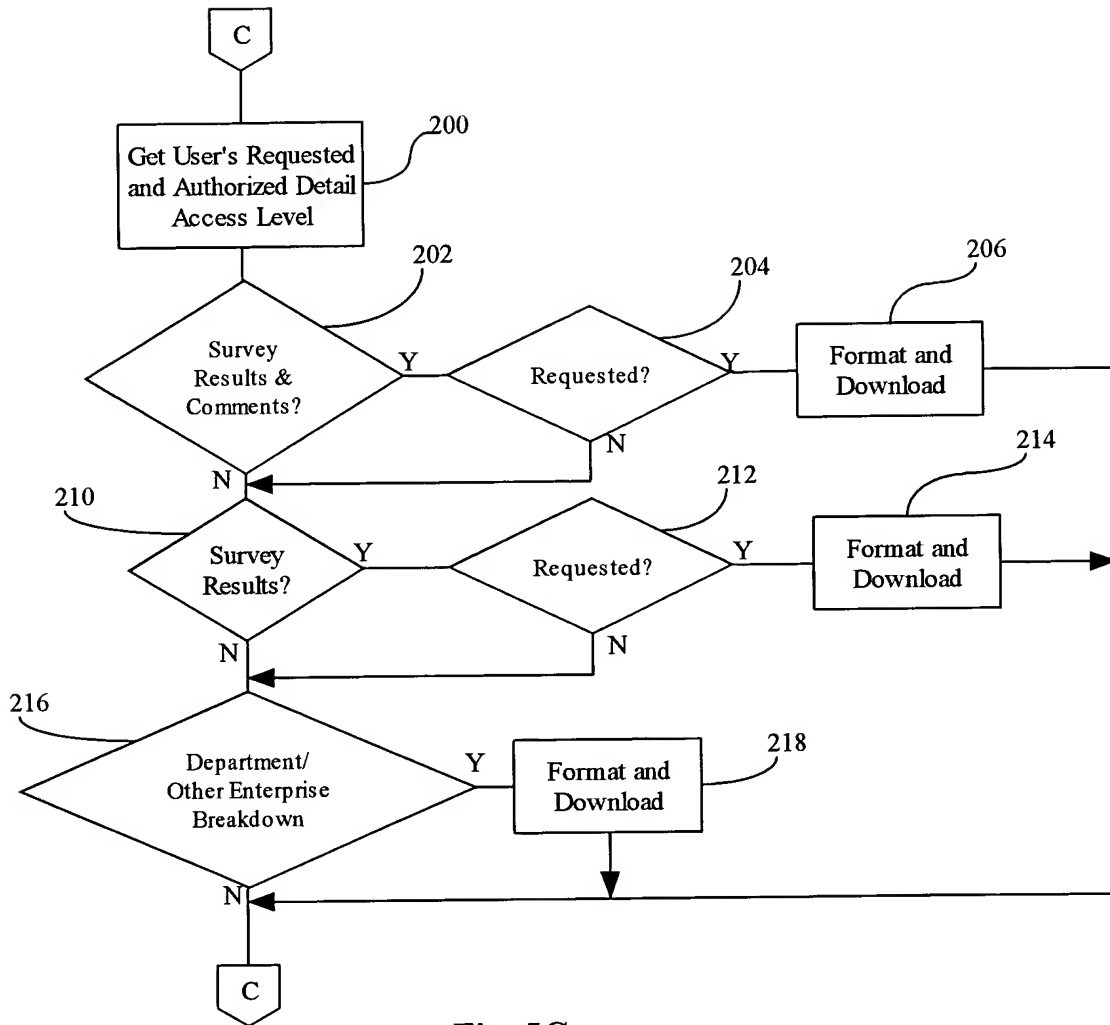 C
200
Get User's Requested
and Authorized Detail
Access Level
202
204
206
Survey
Results &
Comments?
Y
Requested?
Y
Format and
Download
N
N
210
212
214
Survey
Results?
Y
Requested?
Y
Format and
Download
N
N
216
218
Department/
Other Enterprise
Breakdown
Y
Format and
Download
N
C